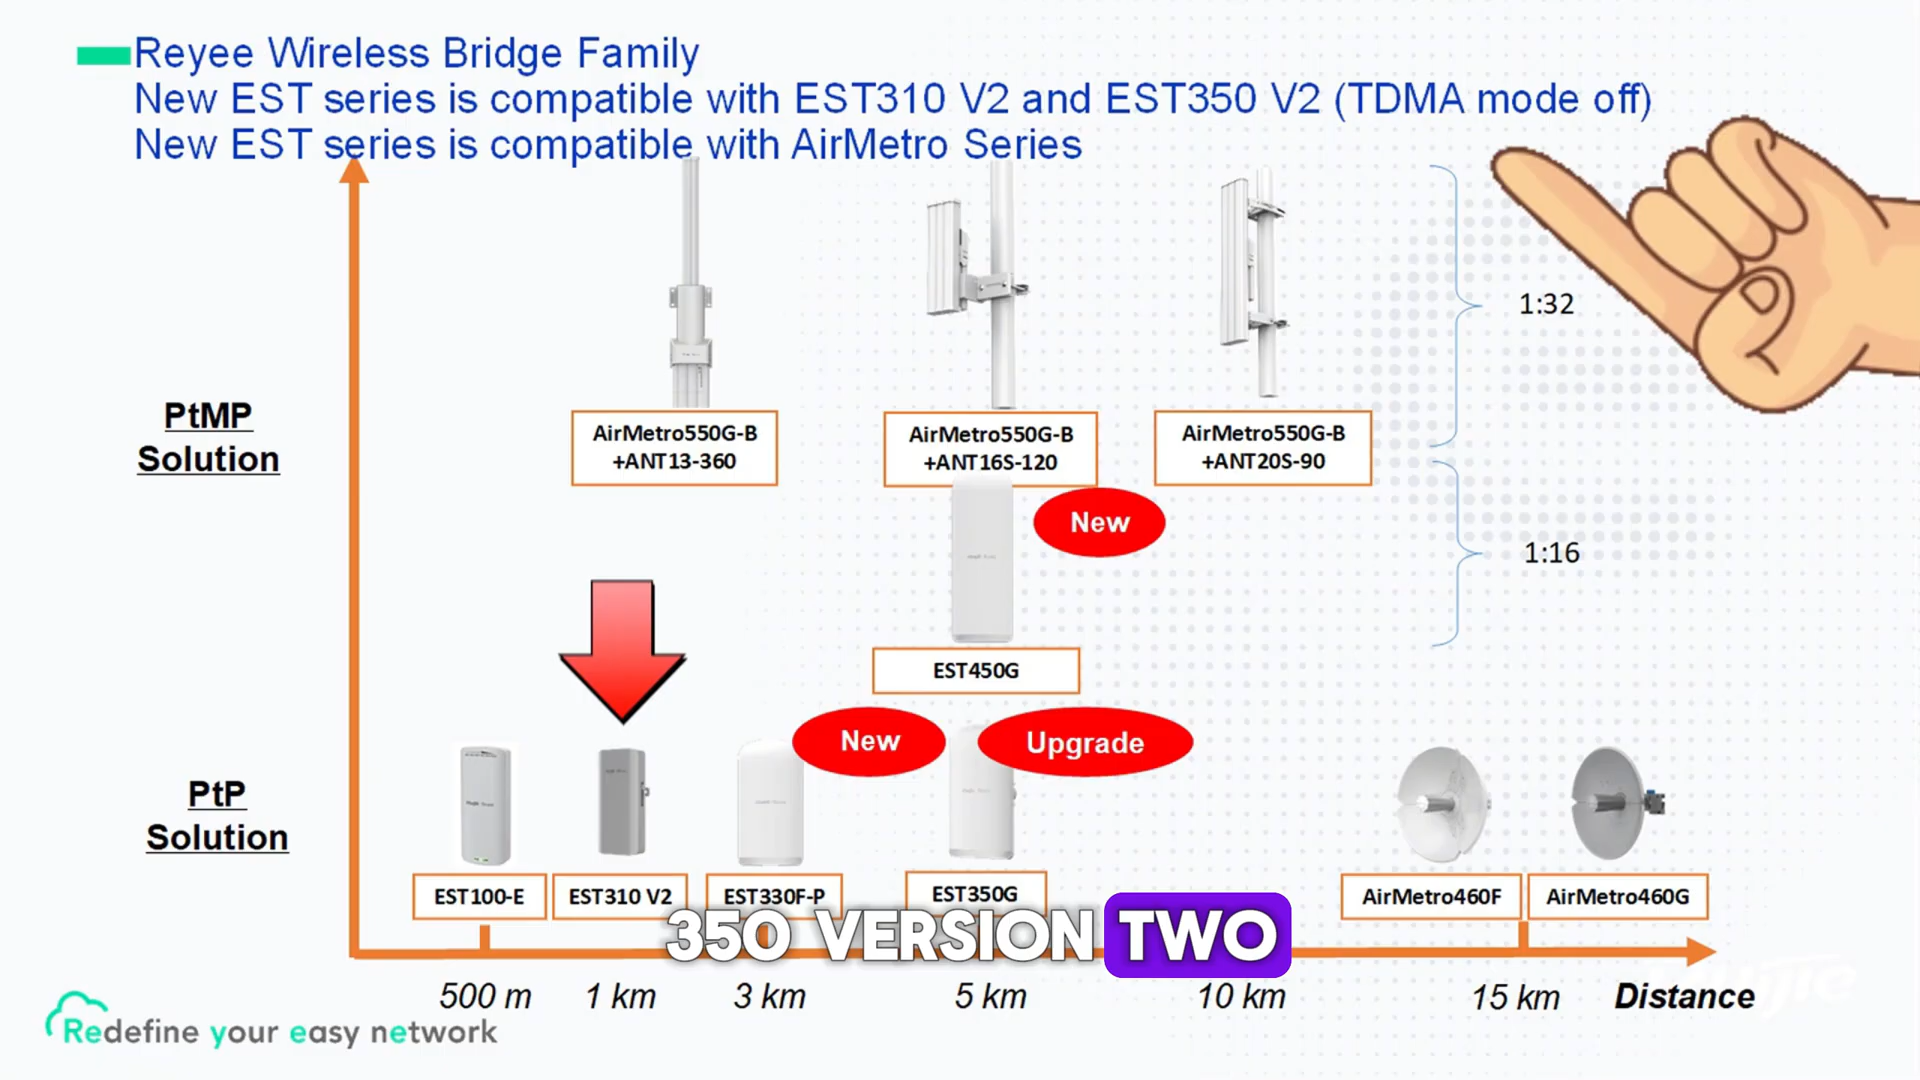 Reyee Wireless Bridge Family
New EST series is compatible with EST310 V2 and EST350 V2 (TDMA mode off)
New EST series is compatible with AirMetro Series
1:32
PtMP
Solution
AirMetro550G-B
+ANT13-360
AirMetro550G-B
+ANT16S-120
AirMetro550G-B
+ANT20S-90
New
1:16
EST450G
New
Upgrade
PtP
Solution
EST100-E
EST310 V2
EST330F-P
EST350G
AirMetro460F
AirMetro460G
350 VERSION TWO
500 m
1 km
3 km
5 km
10 km
15 km
Distance
Redefine your easy network